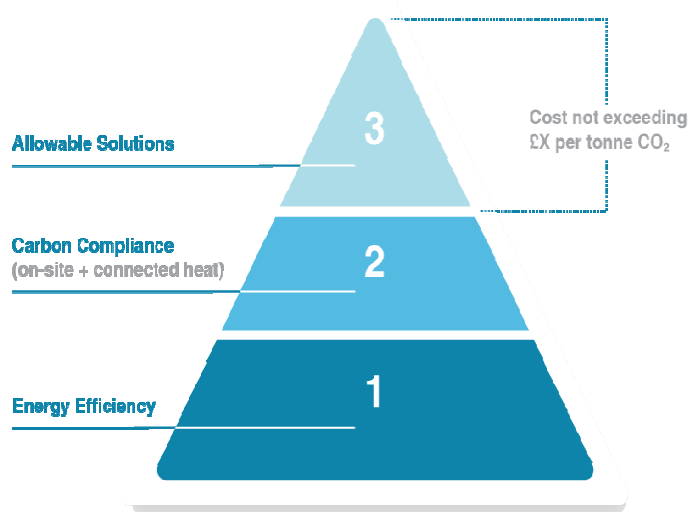 3
Cost not exceeding
£X per tonne CO₂
Allowable Solutions
2
Carbon Compliance
(on-site + connected heat)
1
Energy Efficiency